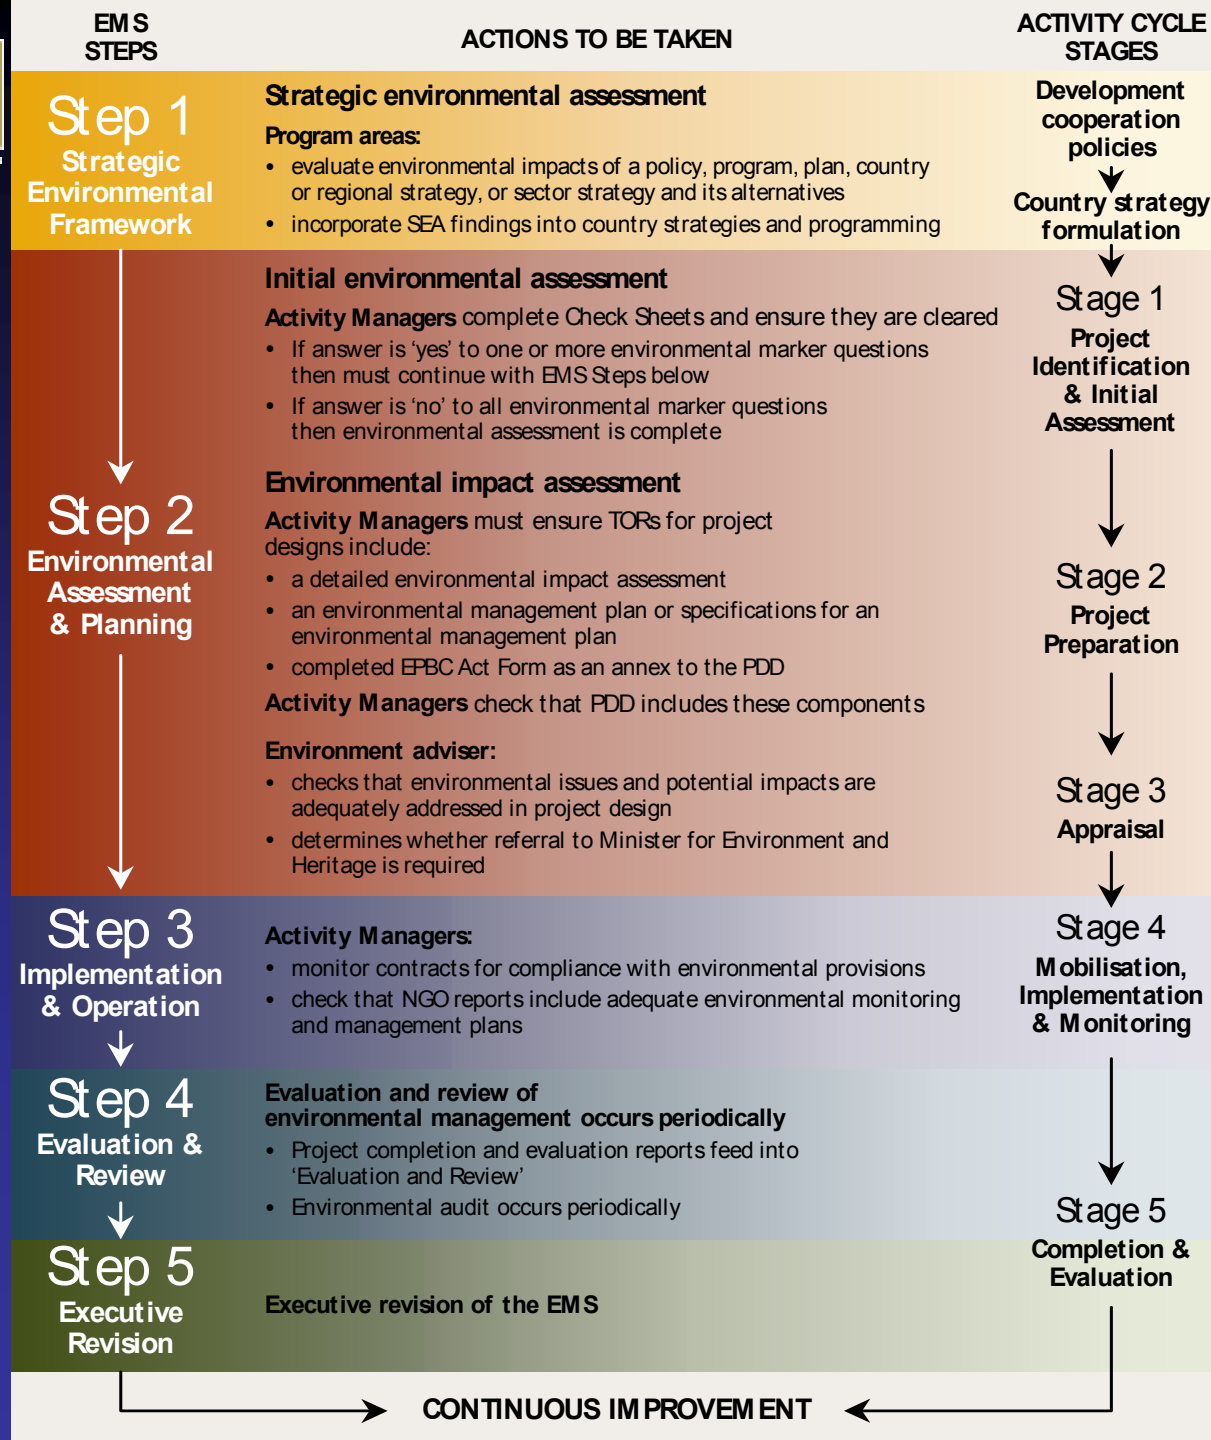 EMS
STEPS
ACTIONS TO BE TAKEN
ACTIVITY CYCLE
STAGES
Step 1
Strategic
Environmental
Framework
Strategic environmental assessment
Program areas:
• evaluate environmental impacts of a policy, program, plan, country
or regional strategy, or sector strategy and its alternatives
• incorporate SEA findings into country strategies and programming
Development
cooperation
policies
Country strategy
formulation
Initial environmental assessment
Activity Managers complete Check Sheets and ensure they are cleared
• If answer is ‘yes’ to one or more environmental marker questions
then must continue with EMS Steps below
• If answer is ‘no’ to all environmental marker questions
then environmental assessment is complete
Stage 1
Project
Identification
& Initial
Assessment
Step 2
Environmental
Assessment
& Planning
Environmental impact assessment
Activity Managers must ensure TORs for project
designs include:
• a detailed environmental impact assessment
• an environmental management plan or specifications for an
environmental management plan
• completed EPBC Act Form as an annex to the PDD
Activity Managers check that PDD includes these components
Stage 2
Project
Preparation
Environment adviser:
• checks that environmental issues and potential impacts are
adequately addressed in project design
• determines whether referral to Minister for Environment and
Heritage is required
Stage 3
Appraisal
Step 3
Implementation
& Operation
Activity Managers:
• monitor contracts for compliance with environmental provisions
• check that NGO reports include adequate environmental monitoring
and management plans
Stage 4
Mobilisation,
Implementation
& Monitoring
Step 4
Evaluation &
Review
Evaluation and review of
environmental management occurs periodically
• Project completion and evaluation reports feed into
‘Evaluation and Review’
• Environmental audit occurs periodically
Stage 5
Completion &
Evaluation
Step 5
Executive
Revision
Executive revision of the EMS
CONTINUOUS IMPROVEMENT